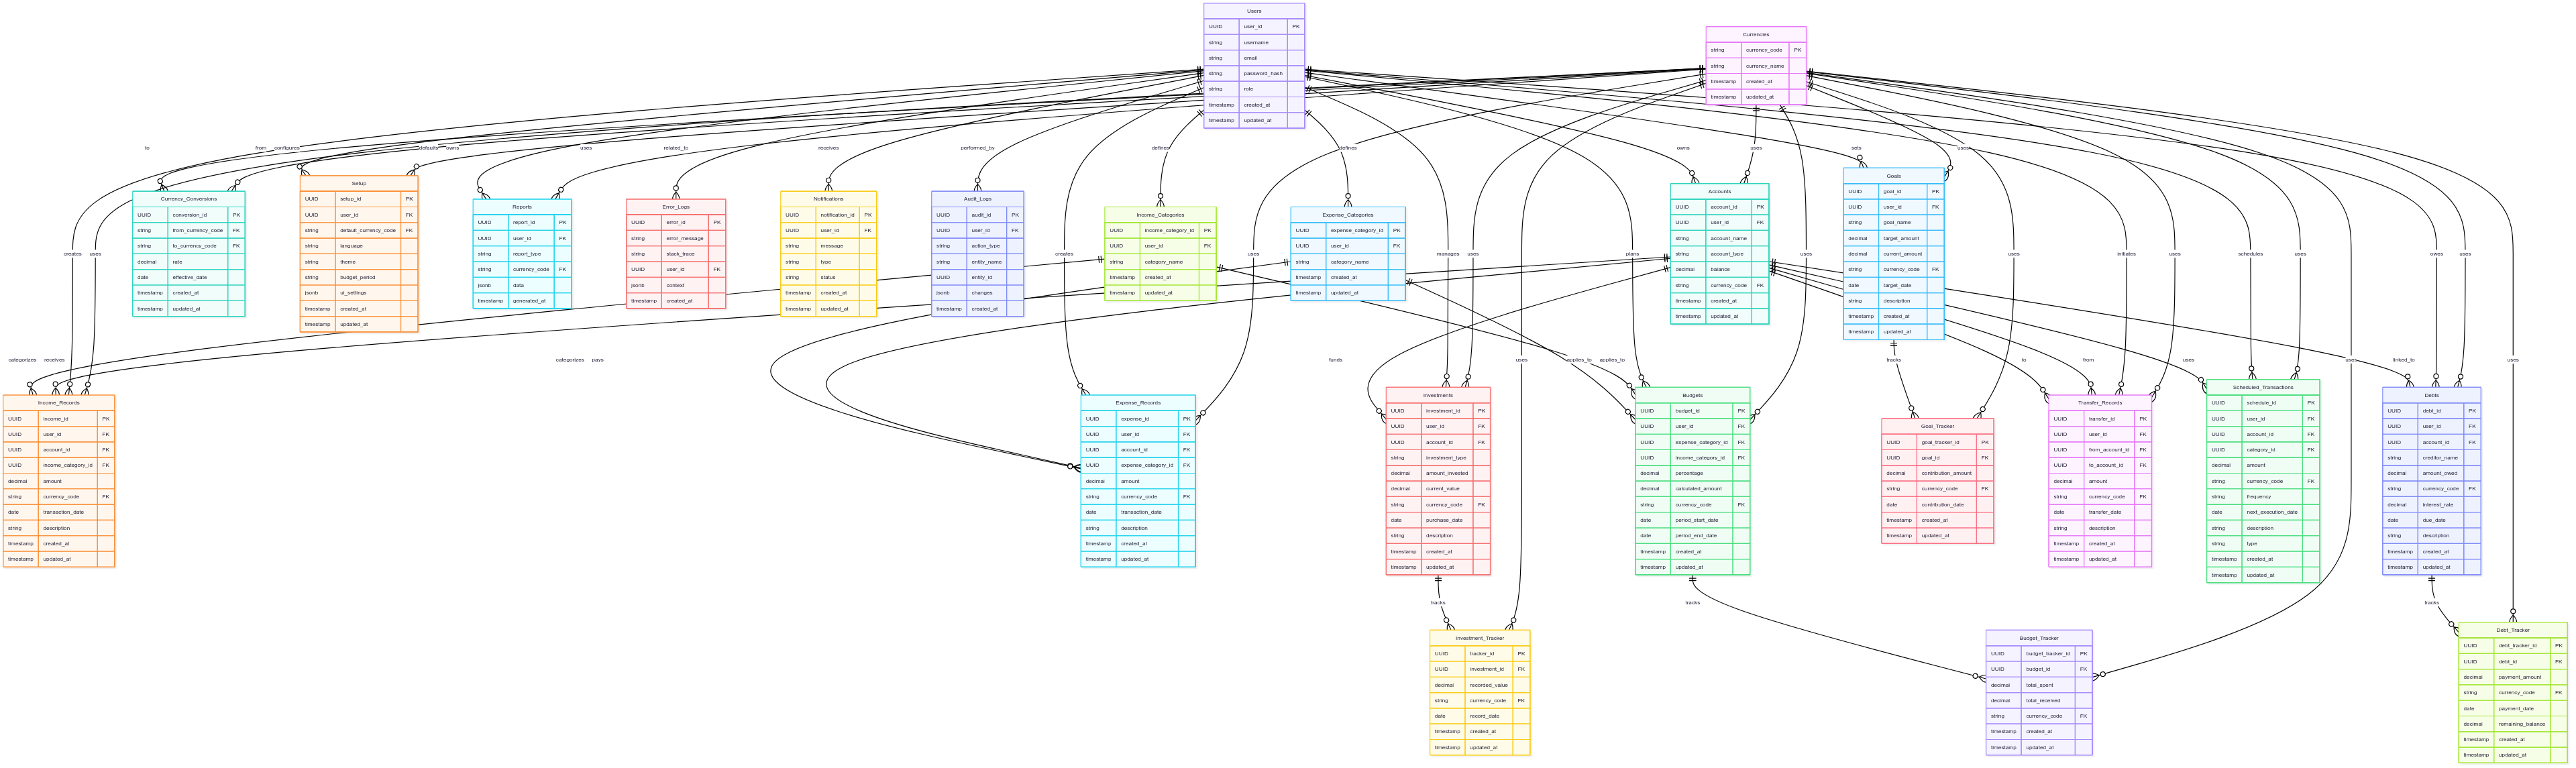 Users
UUID user_id PK
string username
string email
string password_hash
string role
timestamp created_at
timestamp updated_at
Currencies
string currency_code PK
string currency_name
timestamp created_at
timestamp updated_at
to
from
configures
defaults
owns
uses
related_to
receives
performed_by
defines
defines
owns
uses
sets
uses
Currency_Conversions
UUID conversion_id PK
string from_currency_code FK
string to_currency_code FK
decimal rate
date effective_date
timestamp created_at
timestamp updated_at
Setup
UUID setup_id PK
UUID user_id FK
string default_currency_code FK
string language
string theme
string budget_period
jsonb ui_settings
timestamp created_at
timestamp updated_at
Reports
UUID report_id PK
UUID user_id FK
string report_type
string currency_code FK
jsonb data
timestamp generated_at
Error_Logs
UUID error_id PK
string error_message
string stack_trace
UUID user_id FK
jsonb context
timestamp created_at
Notifications
UUID notification_id PK
UUID user_id FK
string message
string type
string status
timestamp created_at
timestamp updated_at
Audit_Logs
UUID audit_id PK
UUID user_id FK
string action_type
string entity_name
UUID entity_id
jsonb changes
timestamp created_at
Income_Categories
UUID income_category_id PK
UUID user_id FK
string category_name
timestamp created_at
timestamp updated_at
Expense_Categories
UUID expense_category_id PK
UUID user_id FK
string category_name
timestamp created_at
timestamp updated_at
Accounts
UUID account_id PK
UUID user_id FK
string account_name
string account_type
decimal balance
string currency_code FK
timestamp created_at
timestamp updated_at
Goals
UUID goal_id PK
UUID user_id FK
string goal_name
decimal target_amount
decimal current_amount
string currency_code FK
date target_date
string description
timestamp created_at
timestamp updated_at
creates
uses
creates
uses
manages
uses
plans
uses
uses
initiates
uses
schedules
uses
owes
uses
categorizes
receives
categorizes
pays
funds
uses
applies_to
applies_to
tracks
to
from
uses
uses
linked_to
uses
Income_Records
UUID income_id PK
UUID user_id FK
UUID account_id FK
UUID income_category_id FK
decimal amount
string currency_code FK
date transaction_date
string description
timestamp created_at
timestamp updated_at
Expense_Records
UUID expense_id PK
UUID user_id FK
UUID account_id FK
UUID expense_category_id FK
decimal amount
string currency_code FK
date transaction_date
string description
timestamp created_at
timestamp updated_at
Investments
UUID investment_id PK
UUID user_id FK
UUID account_id FK
string investment_type
decimal amount_invested
decimal current_value
string currency_code FK
date purchase_date
string description
timestamp created_at
timestamp updated_at
Budgets
UUID budget_id PK
UUID user_id FK
UUID expense_category_id FK
UUID income_category_id FK
decimal percentage
decimal calculated_amount
string currency_code FK
date period_start_date
date period_end_date
timestamp created_at
timestamp updated_at
Goal_Tracker
UUID goal_tracker_id PK
UUID goal_id FK
decimal contribution_amount
string currency_code FK
date contribution_date
timestamp created_at
timestamp updated_at
Transfer_Records
UUID transfer_id PK
UUID user_id FK
UUID from_account_id FK
UUID to_account_id FK
decimal amount
string currency_code FK
date transfer_date
string description
timestamp created_at
timestamp updated_at
Scheduled_Transactions
UUID schedule_id PK
UUID user_id FK
UUID account_id FK
UUID category_id FK
decimal amount
string currency_code FK
string frequency
date next_execution_date
string description
string type
timestamp created_at
timestamp updated_at
Debts
UUID debt_id PK
UUID user_id FK
UUID account_id FK
string creditor_name
decimal amount_owed
string currency_code FK
decimal interest_rate
date due_date
string description
timestamp created_at
timestamp updated_at
tracks
tracks
tracks
Investment_Tracker
UUID tracker_id PK
UUID investment_id FK
decimal recorded_value
string currency_code FK
date record_date
timestamp created_at
timestamp updated_at
Budget_Tracker
UUID budget_tracker_id PK
UUID budget_id FK
decimal total_spent
decimal total_received
string currency_code FK
timestamp created_at
timestamp updated_at
Debt_Tracker
UUID debt_tracker_id PK
UUID debt_id FK
decimal payment_amount
string currency_code FK
date payment_date
decimal remaining_balance
timestamp created_at
timestamp updated_at